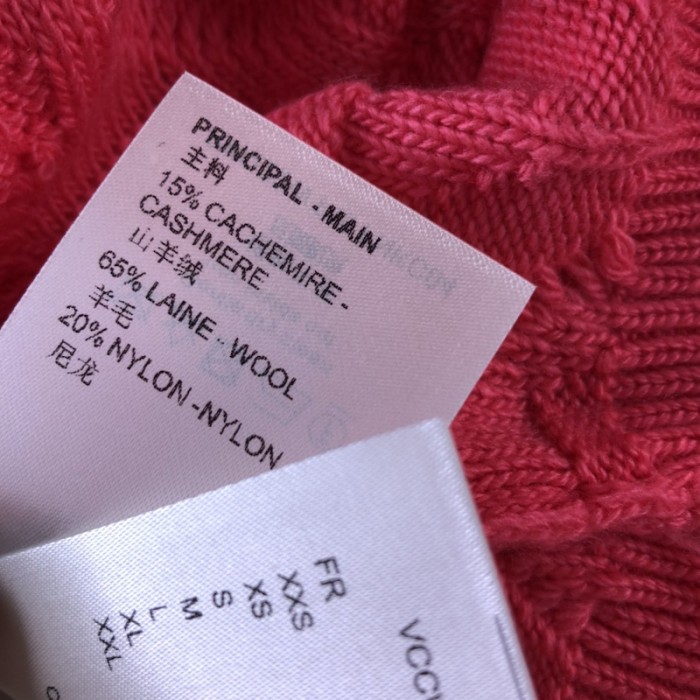 PRINCIPAL - MAIN
主料
15% CACHEMIRE -
CASHMERE
山羊绒
65% LAINE - WOOL
羊毛
20% NYLON -NYLON
尼龙
FR
XXS
XS
S
M
L
XL
XXL